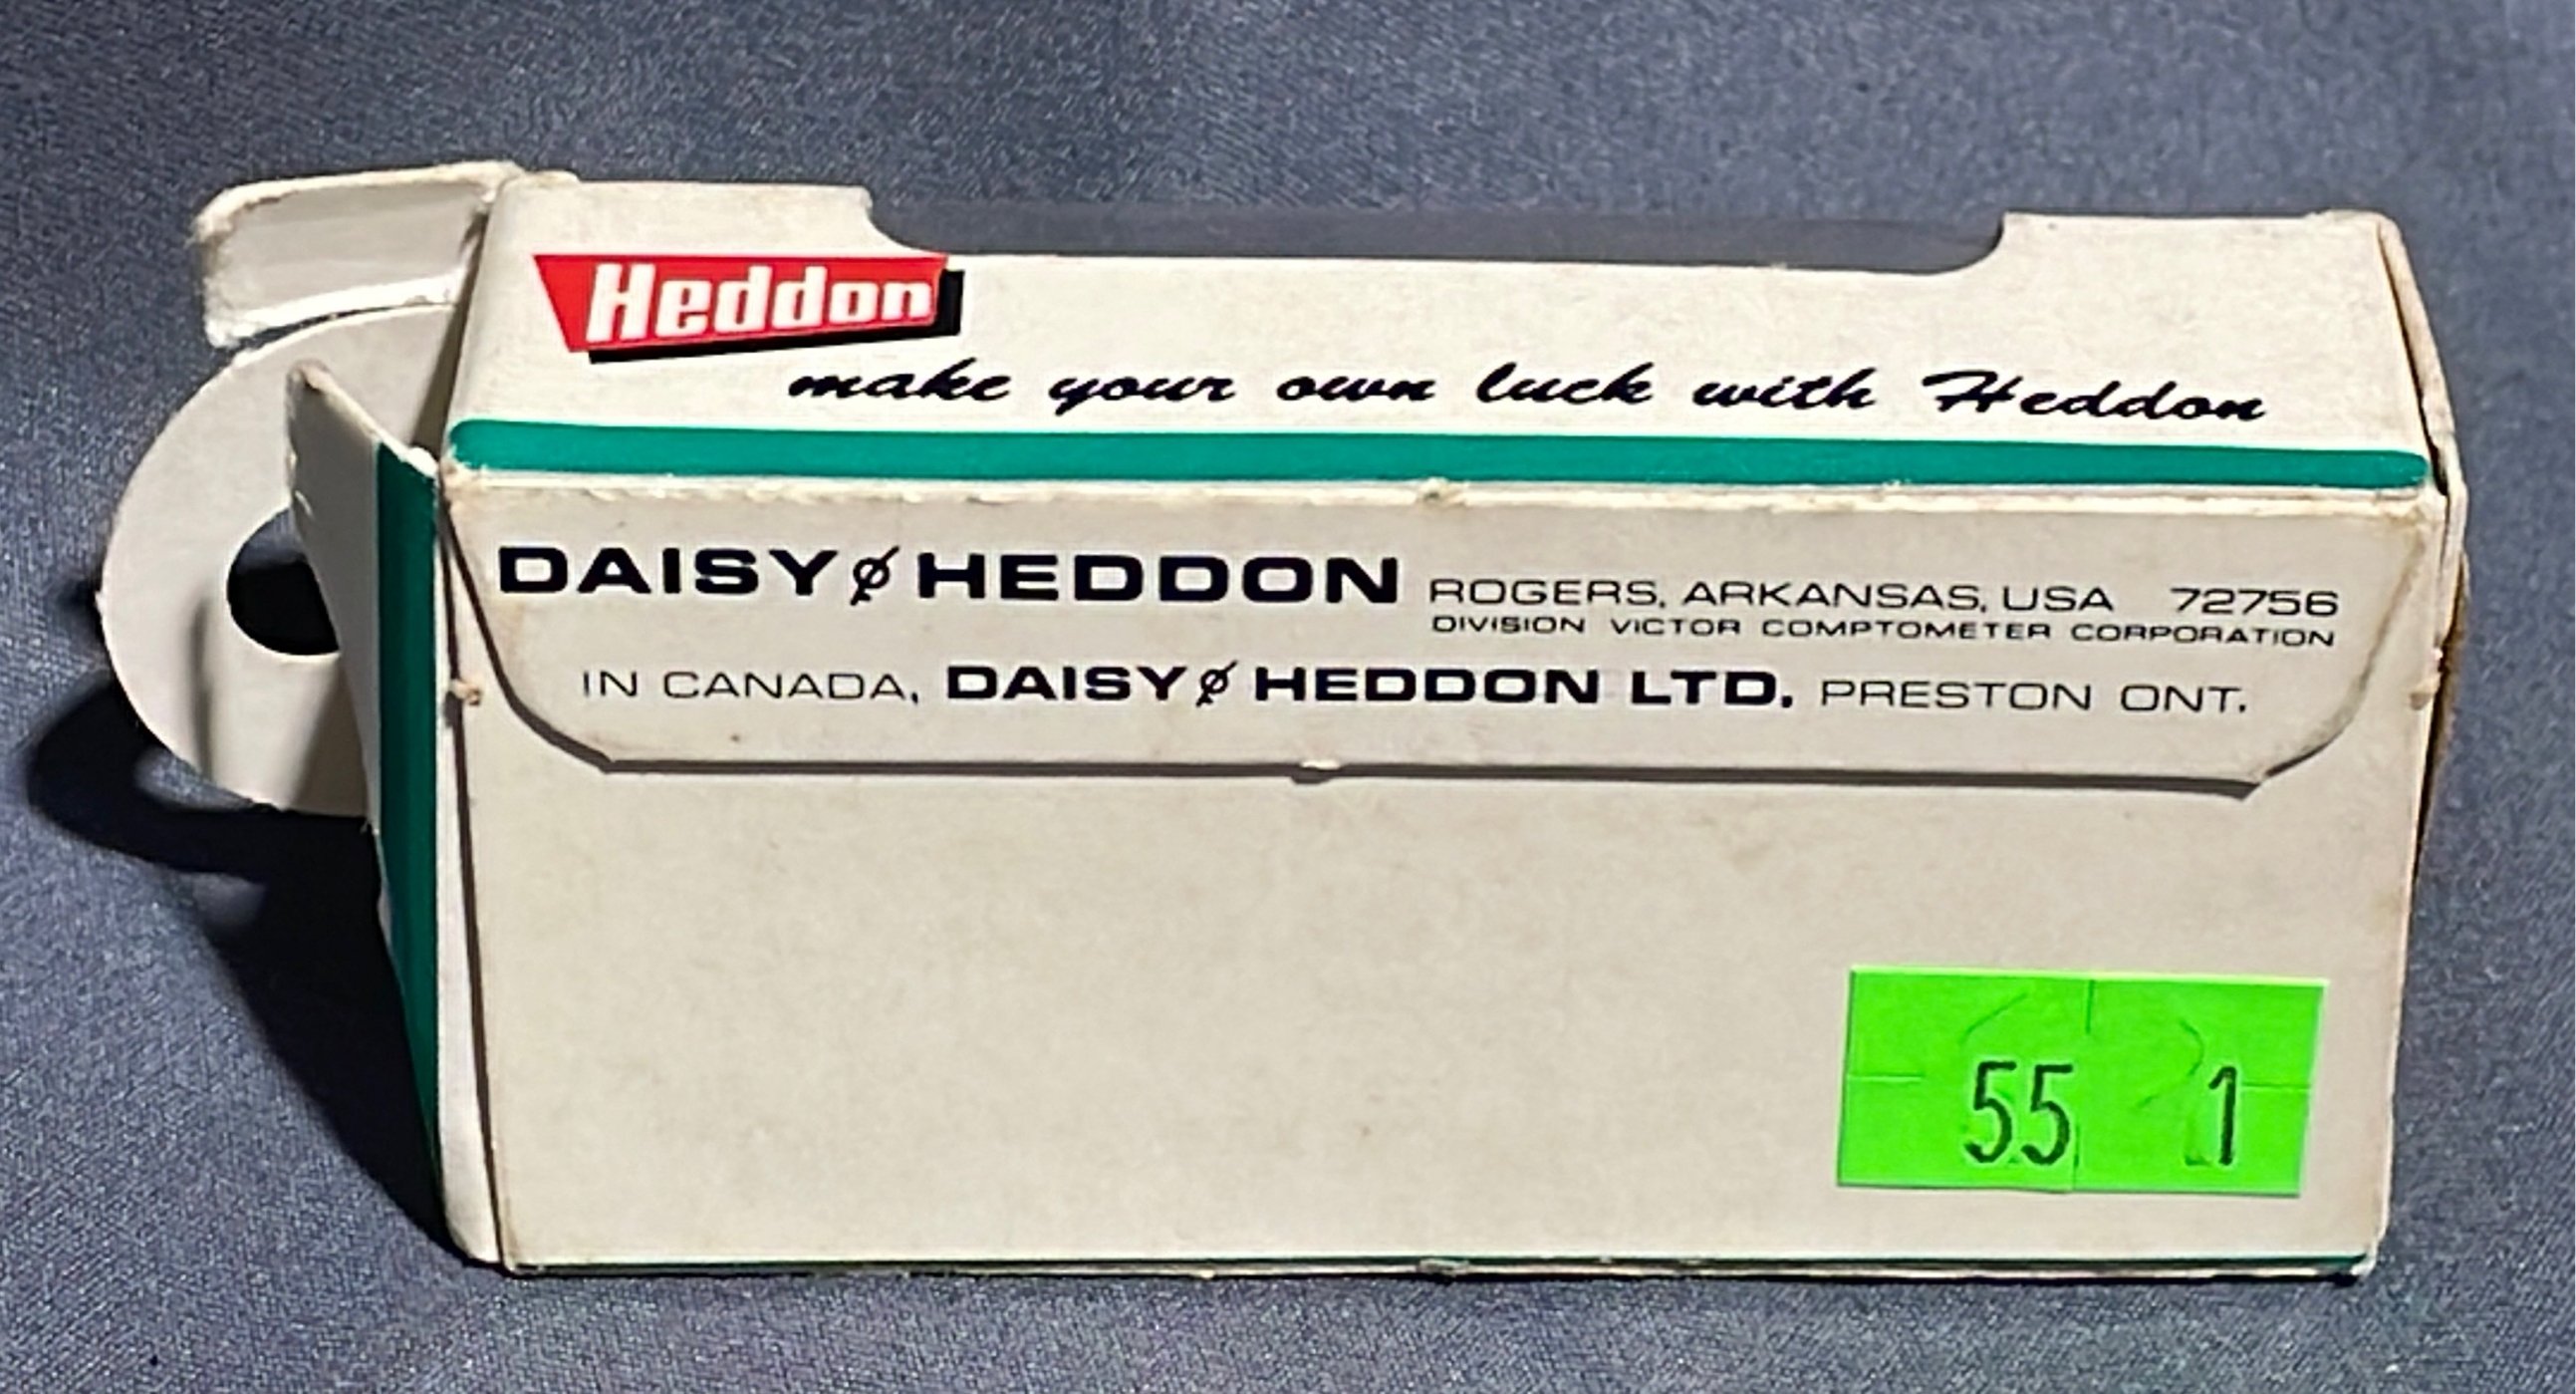 Heddon
make your own luck with Heddon
DAISY & HEDDON ROGERS, ARKANSAS, USA 72756
DIVISION VICTOR COMPTOMETER CORPORATION
IN CANADA, DAISY & HEDDON LTD. PRESTON ONT.
55 1